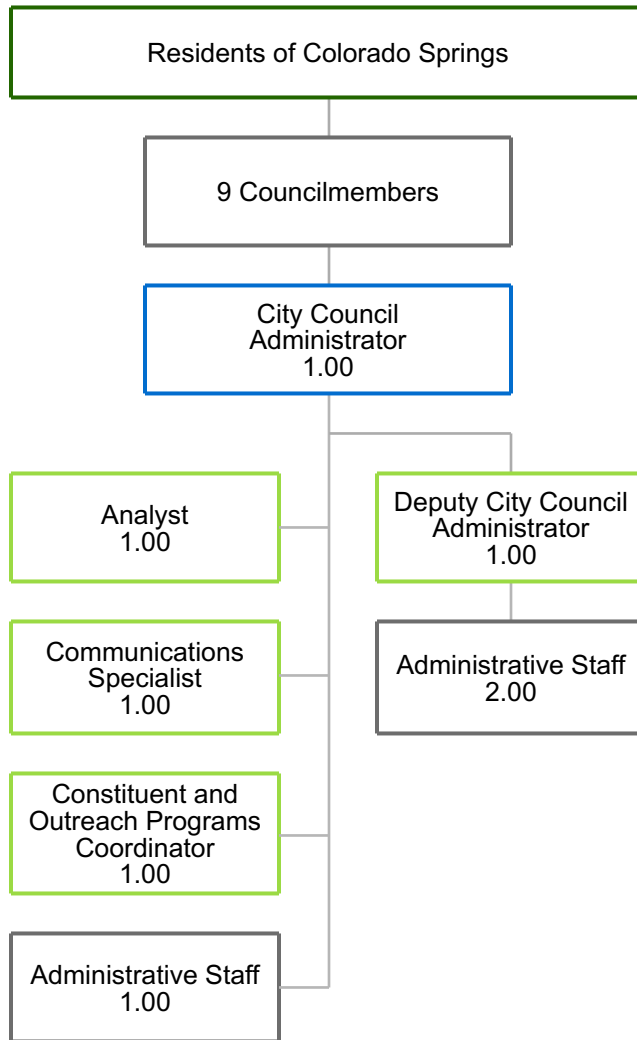 Residents of Colorado Springs
9 Councilmembers
City Council
Administrator
1.00
Analyst
1.00
Deputy City Council
Administrator
1.00
Communications
Specialist
1.00
Administrative Staff
2.00
Constituent and
Outreach Programs
Coordinator
1.00
Administrative Staff
1.00